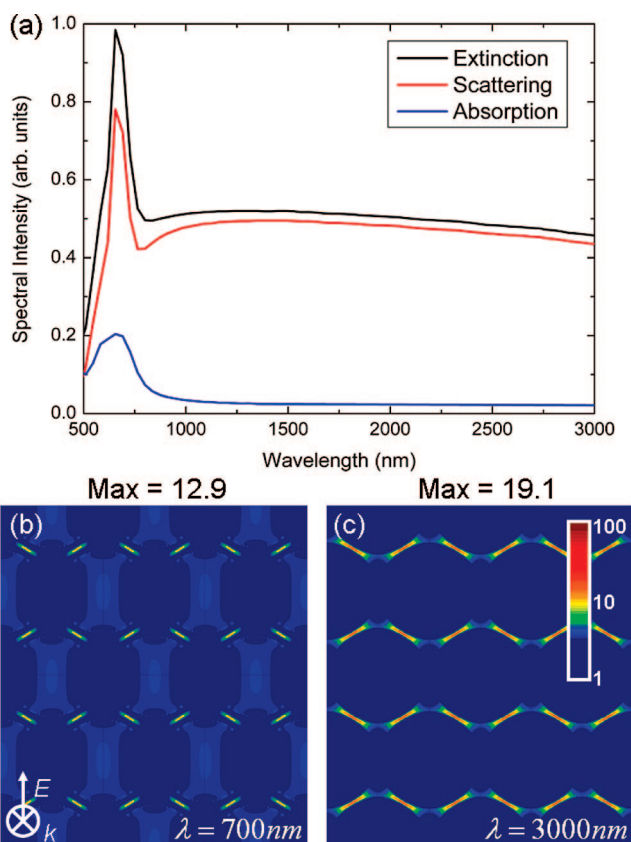 (a)
1.0
0.8
0.6
0.4
0.2
0.0
Spectral Intensity (arb. units)
Extinction
Scattering
Absorption
500 1000 1500 2000 2500 3000
Wavelength (nm)
Max = 12.9
Max = 19.1
(b)
E
k
λ = 700nm
(c)
100
10
1
λ = 3000nm